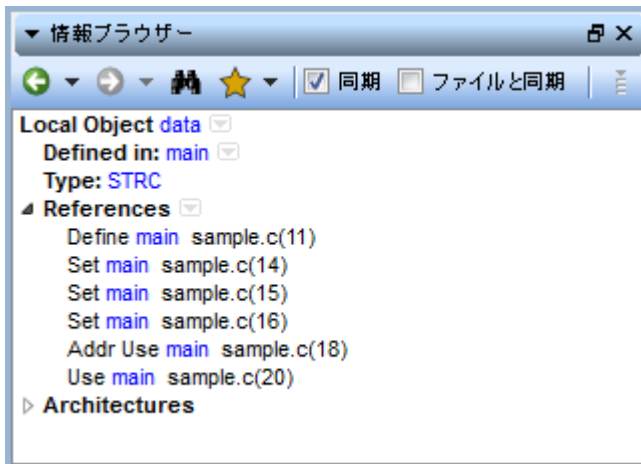 情報ブラウザー
同期 ファイルと同期
Local Object data
Defined in: main
Type: STRC
References
Define main sample.c(11)
Set main sample.c(14)
Set main sample.c(15)
Set main sample.c(16)
Addr Use main sample.c(18)
Use main sample.c(20)
Architectures